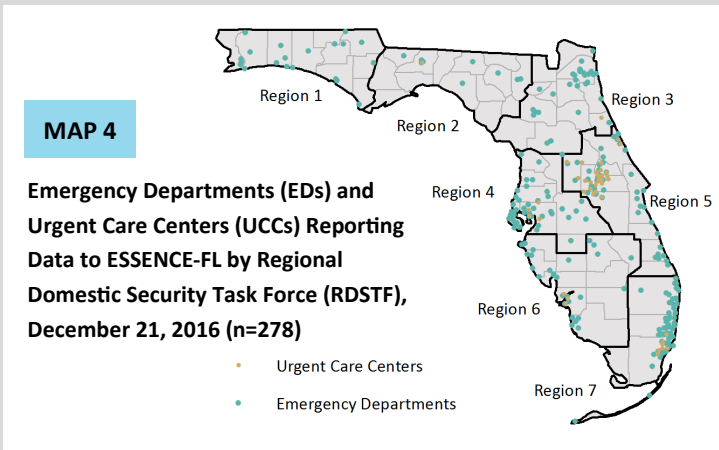 MAP 4
Emergency Departments (EDs) and
Urgent Care Centers (UCCs) Reporting
Data to ESSENCE-FL by Regional
Domestic Security Task Force (RDSTF),
December 21, 2016 (n=278)
Region 1
Region 2
Region 3
Region 4
Region 5
Region 6
Region 7
Urgent Care Centers
Emergency Departments